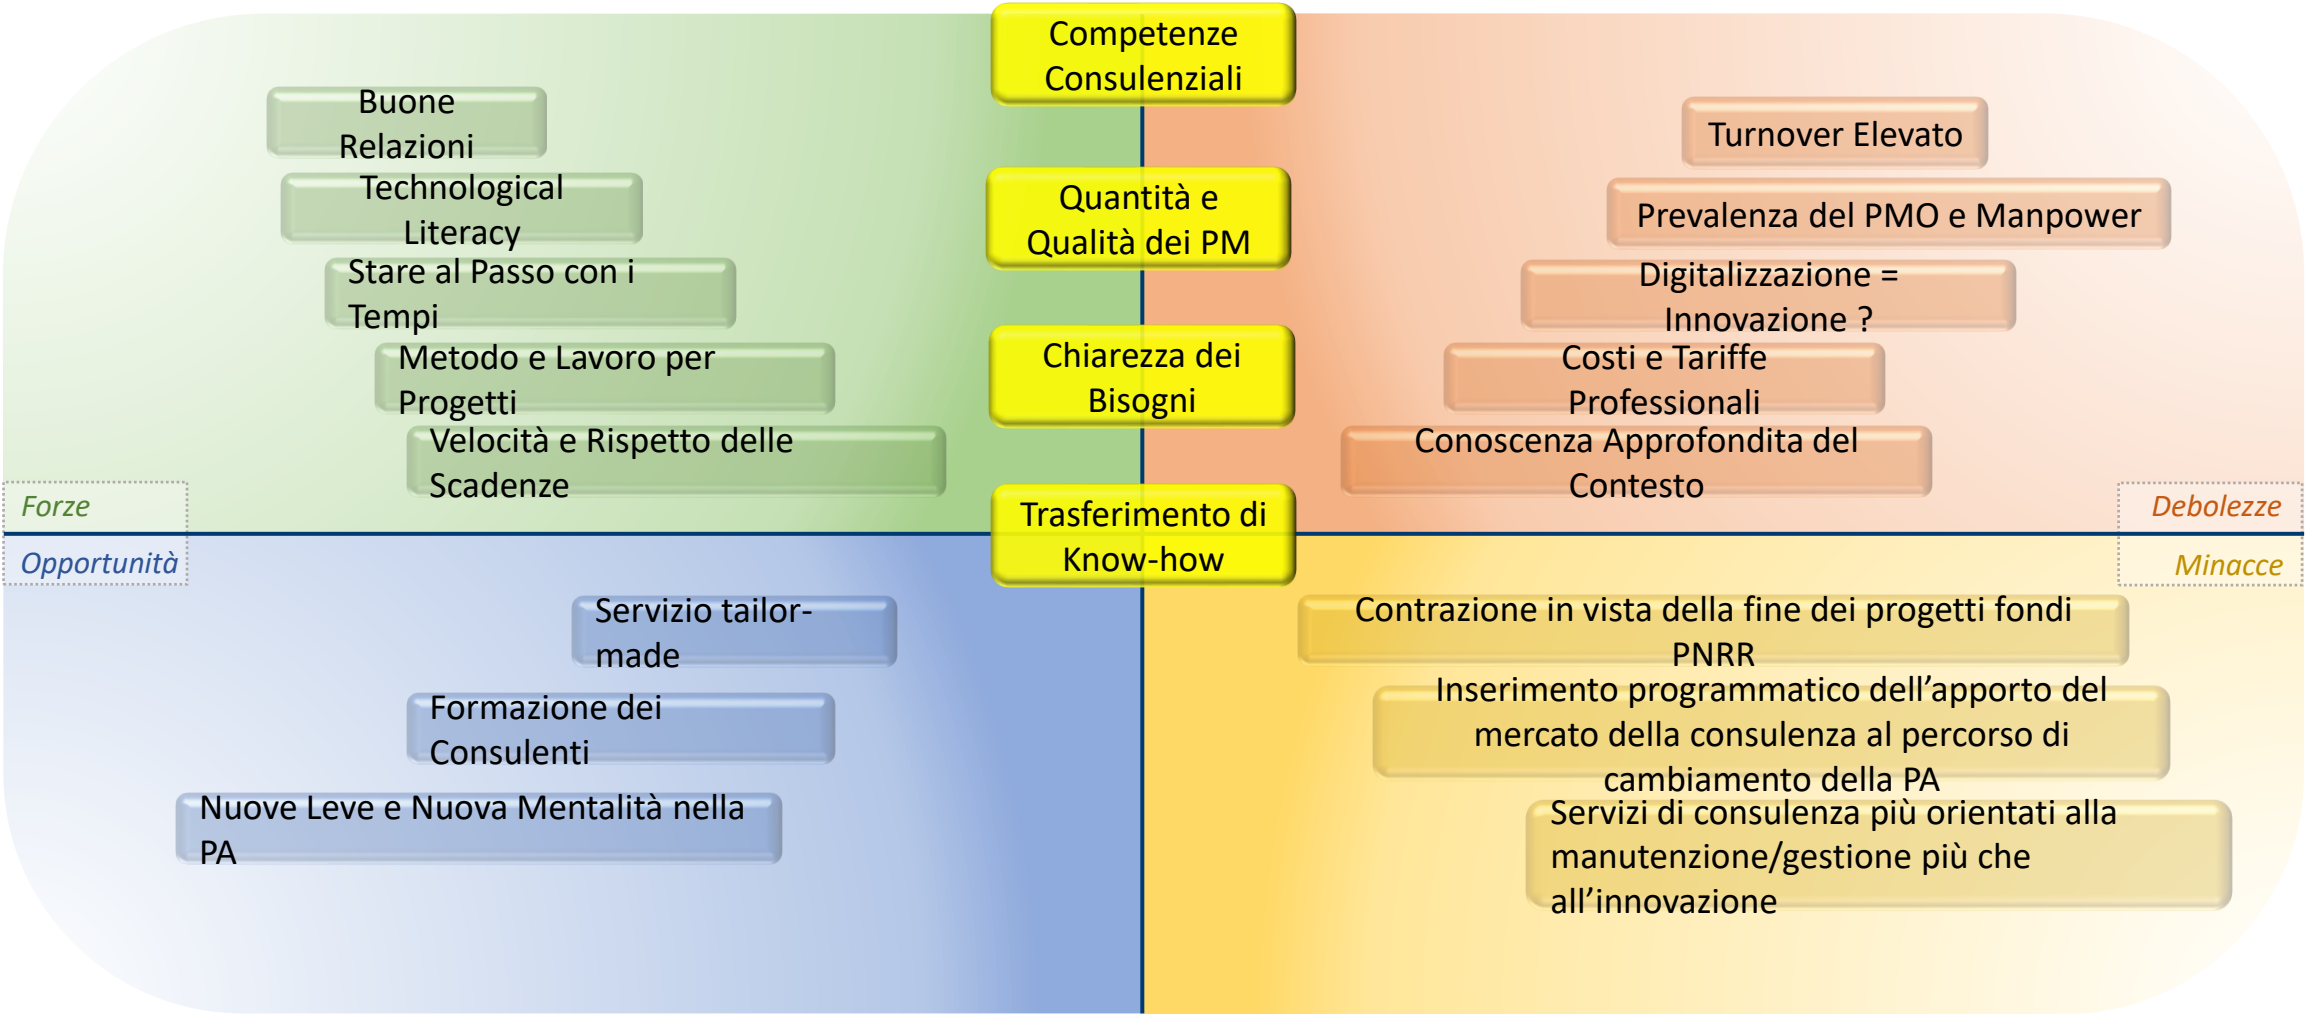 Competenze
Consulenziali
Quantità e
Qualità dei PM
Chiarezza dei
Bisogni
Trasferimento di
Know-how
Buone
Relazioni
Technological
Literacy
Stare al Passo con i
Tempi
Metodo e Lavoro per
Progetti
Velocità e Rispetto delle
Scadenze
Forze
Turnover Elevato
Prevalenza del PMO e Manpower
Digitalizzazione =
Innovazione ?
Costi e Tariffe
Professionali
Conoscenza Approfondita del
Contesto
Debolezze
Opportunità
Servizio tailor-
made
Formazione dei
Consulenti
Nuove Leve e Nuova Mentalità nella
PA
Minacce
Contrazione in vista della fine dei progetti fondi
PNRR
Inserimento programmatico dell’apporto del
mercato della consulenza al percorso di
cambiamento della PA
Servizi di consulenza più orientati alla
manutenzione/gestione più che
all’innovazione